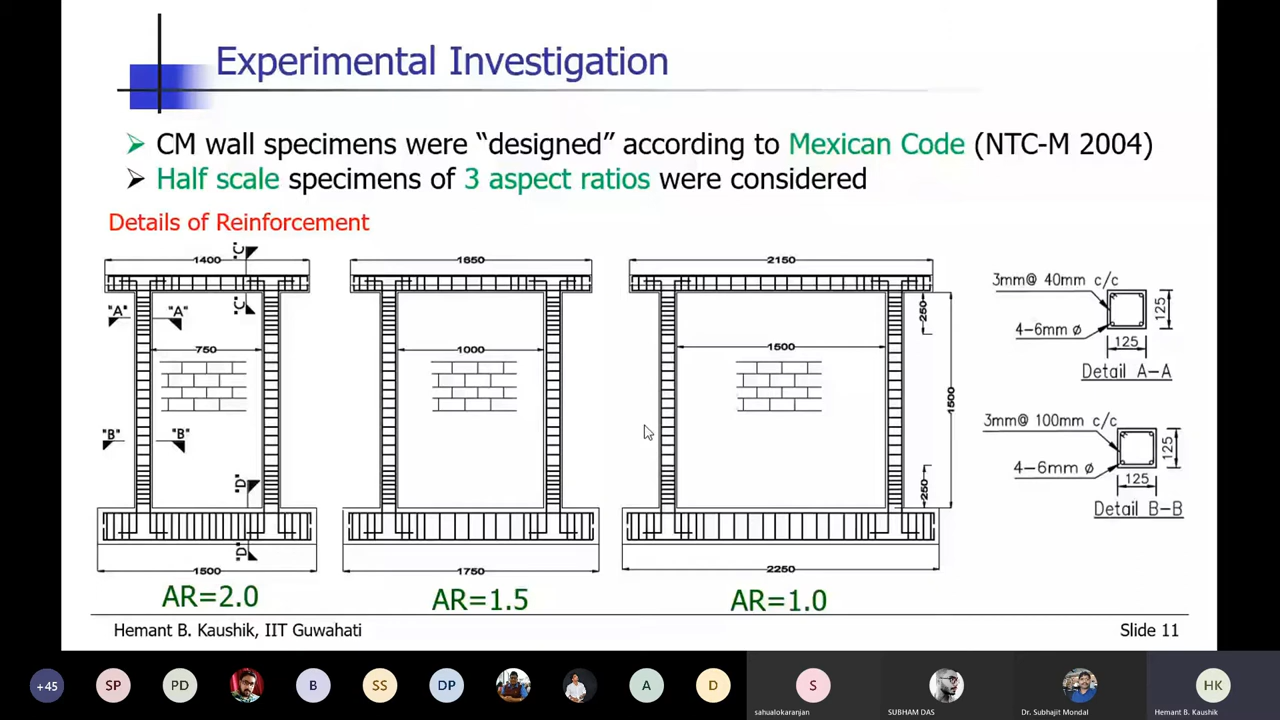 Experimental Investigation
➢ CM wall specimens were “designed” according to Mexican Code (NTC-M 2004)
➢ Half scale specimens of 3 aspect ratios were considered
Details of Reinforcement
1400
"C"
"C"
"A"
"A"
750
"B"
"B"
"D"
"D"
1500
AR=2.0
1650
1000
1750
AR=1.5
2150
1500
250
1500
250
2250
AR=1.0
3mm@ 40mm c/c
4-6mm ø
125
125
Detail A-A
3mm@ 100mm c/c
4-6mm ø
125
125
Detail B-B
Hemant B. Kaushik, IIT Guwahati
Slide 11
+45
SP
PD
B
SS
DP
A
D
S
HK
sahualokaranjan
SUBHAM DAS
Dr. Subhajit Mondal
Hemant B. Kaushik